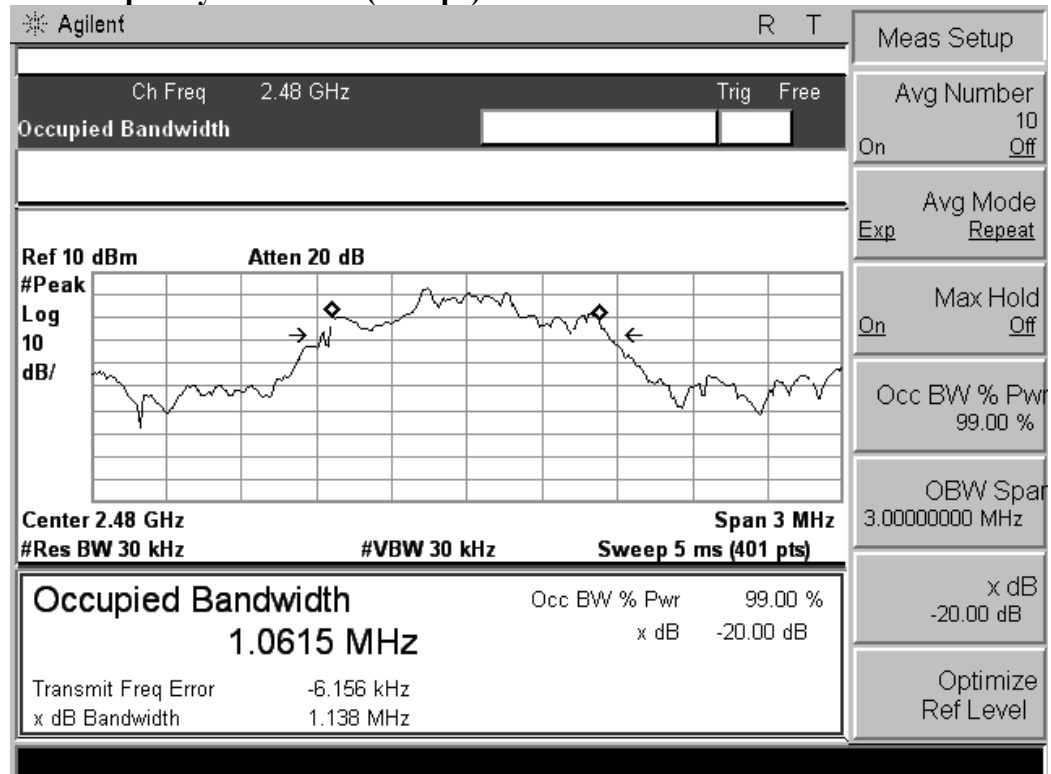 Agilent R T
Ch Freq 2.48 GHz Trig Free
Occupied Bandwidth
Ref 10 dBm Atten 20 dB
#Peak
Log
10
dB/
Center 2.48 GHz Span 3 MHz
#Res BW 30 kHz #VBW 30 kHz Sweep 5 ms (401 pts)
Occupied Bandwidth Occ BW % Pwr 99.00 %
1.0615 MHz x dB -20.00 dB
Transmit Freq Error -6.156 kHz
x dB Bandwidth 1.138 MHz
Meas Setup
Avg Number
10
On Off
Avg Mode
Exp Repeat
Max Hold
On Off
Occ BW % Pwr
99.00 %
OBW Span
3.00000000 MHz
x dB
-20.00 dB
Optimize
Ref Level